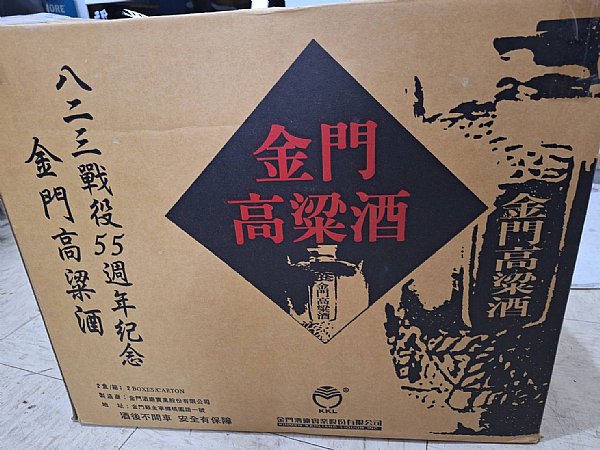 八二三戰役55週年紀念
金門高粱酒
金門
高粱酒
金門高粱酒
金門高粱酒
2盒/箱: 2 BOXES/CARTON
製造商:金門酒廠實業股份有限公司
地 址:金門縣金寧鄉桃園路一號
酒後不開車 安全有保障
KKL
金門酒廠實業股份有限公司
KINMEN KAOLIANG LIQUOR INC.